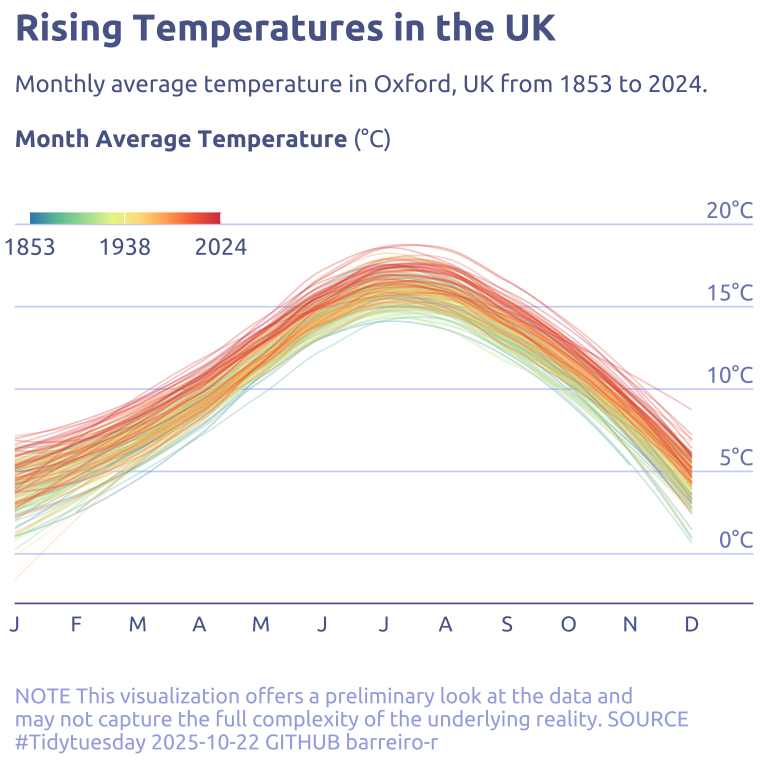 Rising Temperatures in the UK
Monthly average temperature in Oxford, UK from 1853 to 2024.
Month Average Temperature (°C)
20°C
1853 1938 2024
15°C
10°C
5°C
0°C
J F M A M J J A S O N D
NOTE This visualization offers a preliminary look at the data and
may not capture the full complexity of the underlying reality. SOURCE
#Tidytuesday 2025-10-22 GITHUB barreiro-r